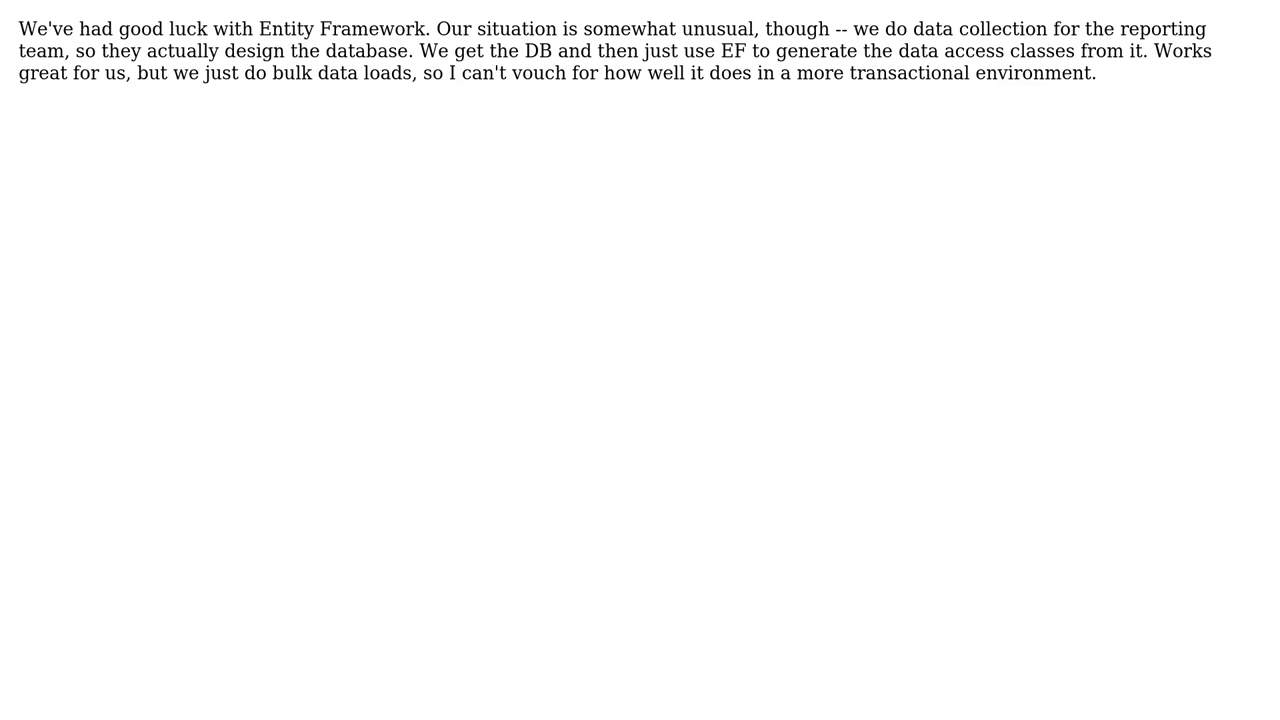 We've had good luck with Entity Framework. Our situation is somewhat unusual, though -- we do data collection for the reporting
team, so they actually design the database. We get the DB and then just use EF to generate the data access classes from it. Works
great for us, but we just do bulk data loads, so I can't vouch for how well it does in a more transactional environment.